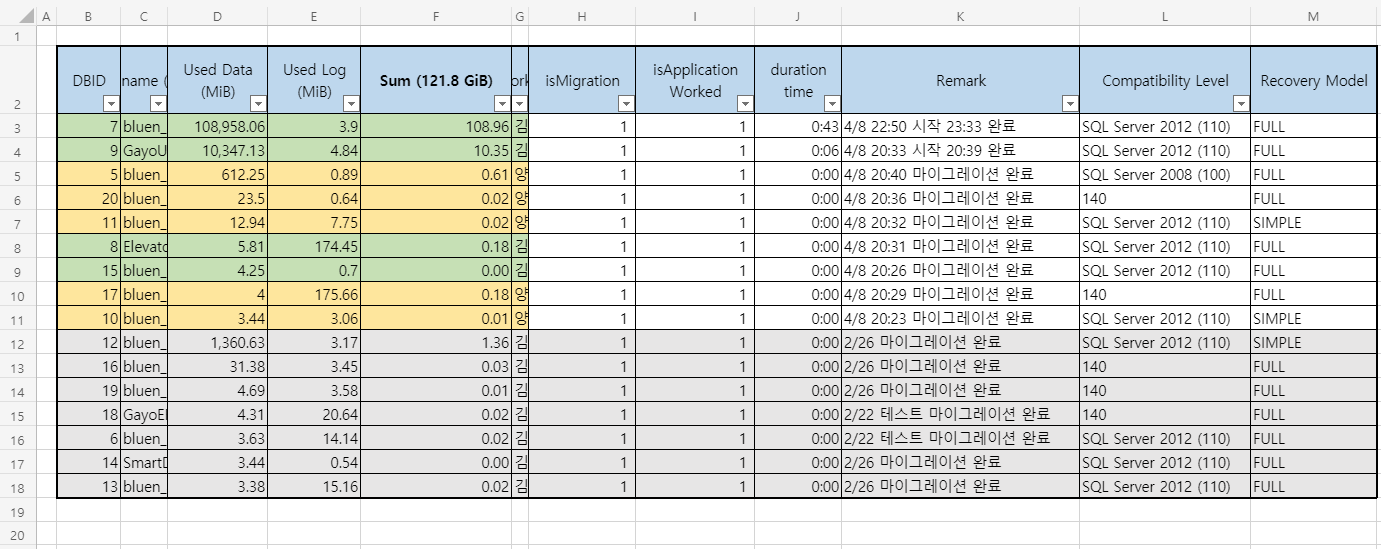 A B C D E F G H I J K L M
1
2 DBID name ( Used Data (MiB) Used Log (MiB) Sum (121.8 GiB) ork isMigration isApplication Worked duration time Remark Compatibility Level Recovery Model
3 7 bluen_ 108,958.06 3.9 108.96 김 1 1 0:43 4/8 22:50 시작 23:33 완료 SQL Server 2012 (110) FULL
4 9 GayoU 10,347.13 4.84 10.35 김 1 1 0:06 4/8 20:33 시작 20:39 완료 SQL Server 2012 (110) FULL
5 5 bluen_ 612.25 0.89 0.61 양 1 1 0:00 4/8 20:40 마이그레이션 완료 SQL Server 2008 (100) FULL
6 20 bluen_ 23.5 0.64 0.02 양 1 1 0:00 4/8 20:36 마이그레이션 완료 140 FULL
7 11 bluen_ 12.94 7.75 0.02 양 1 1 0:00 4/8 20:32 마이그레이션 완료 SQL Server 2012 (110) SIMPLE
8 8 Elevato 5.81 174.45 0.18 김 1 1 0:00 4/8 20:31 마이그레이션 완료 SQL Server 2012 (110) FULL
9 15 bluen_ 4.25 0.7 0.00 김 1 1 0:00 4/8 20:26 마이그레이션 완료 SQL Server 2012 (110) FULL
10 17 bluen_ 4 175.66 0.18 양 1 1 0:00 4/8 20:29 마이그레이션 완료 140 FULL
11 10 bluen_ 3.44 3.06 0.01 양 1 1 0:00 4/8 20:23 마이그레이션 완료 SQL Server 2012 (110) SIMPLE
12 12 bluen_ 1,360.63 3.17 1.36 김 1 1 0:00 2/26 마이그레이션 완료 SQL Server 2012 (110) SIMPLE
13 16 bluen_ 31.38 3.45 0.03 김 1 1 0:00 2/26 마이그레이션 완료 140 FULL
14 19 bluen_ 4.69 3.58 0.01 김 1 1 0:00 2/26 마이그레이션 완료 140 FULL
15 18 GayoEl 4.31 20.64 0.02 김 1 1 0:00 2/22 테스트 마이그레이션 완료 140 FULL
16 6 bluen_ 3.63 14.14 0.02 김 1 1 0:00 2/22 테스트 마이그레이션 완료 SQL Server 2012 (110) FULL
17 14 SmartD 3.44 0.54 0.00 김 1 1 0:00 2/26 마이그레이션 완료 SQL Server 2012 (110) FULL
18 13 bluen_ 3.38 15.16 0.02 김 1 1 0:00 2/26 마이그레이션 완료 SQL Server 2012 (110) FULL
19
20